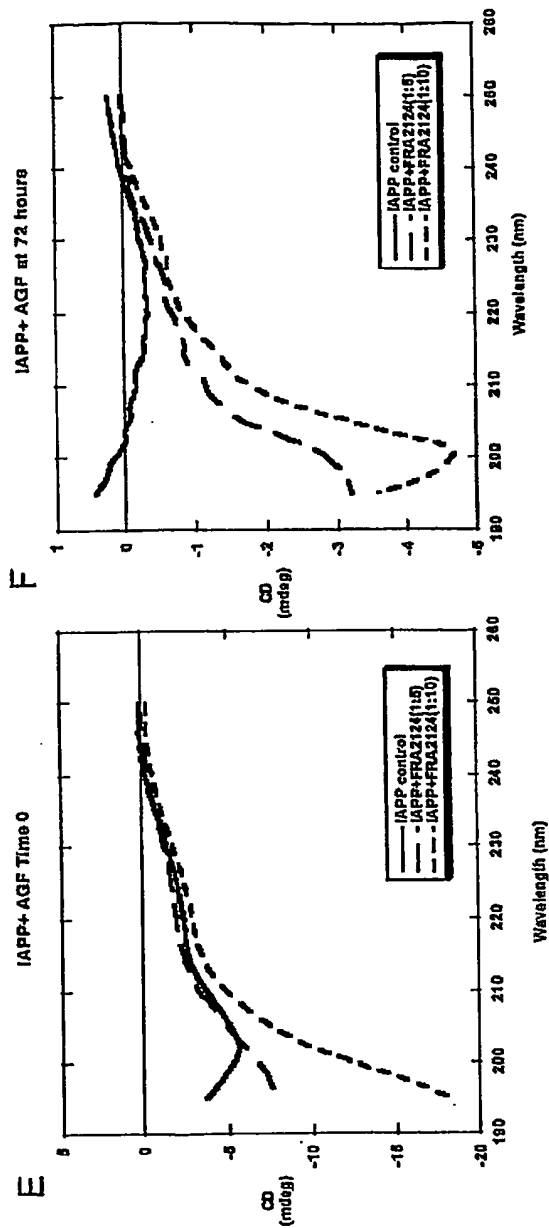 E
IAPP+ AGF Time 0
5
0
-5
-10
-15
-20
CD
(mdeg)
IAPP control
IAPP+FRA2124(1:5)
IAPP+FRA2124(1:10)
190 200 210 220 230 240 250 260
Wavelength (nm)
F
IAPP+ AGF at 72 hours
1
0
-1
-2
-3
-4
-5
CD
(mdeg)
IAPP control
IAPP+FRA2124(1:5)
IAPP+FRA2124(1:10)
190 200 210 220 230 240 250 260
Wavelength (nm)